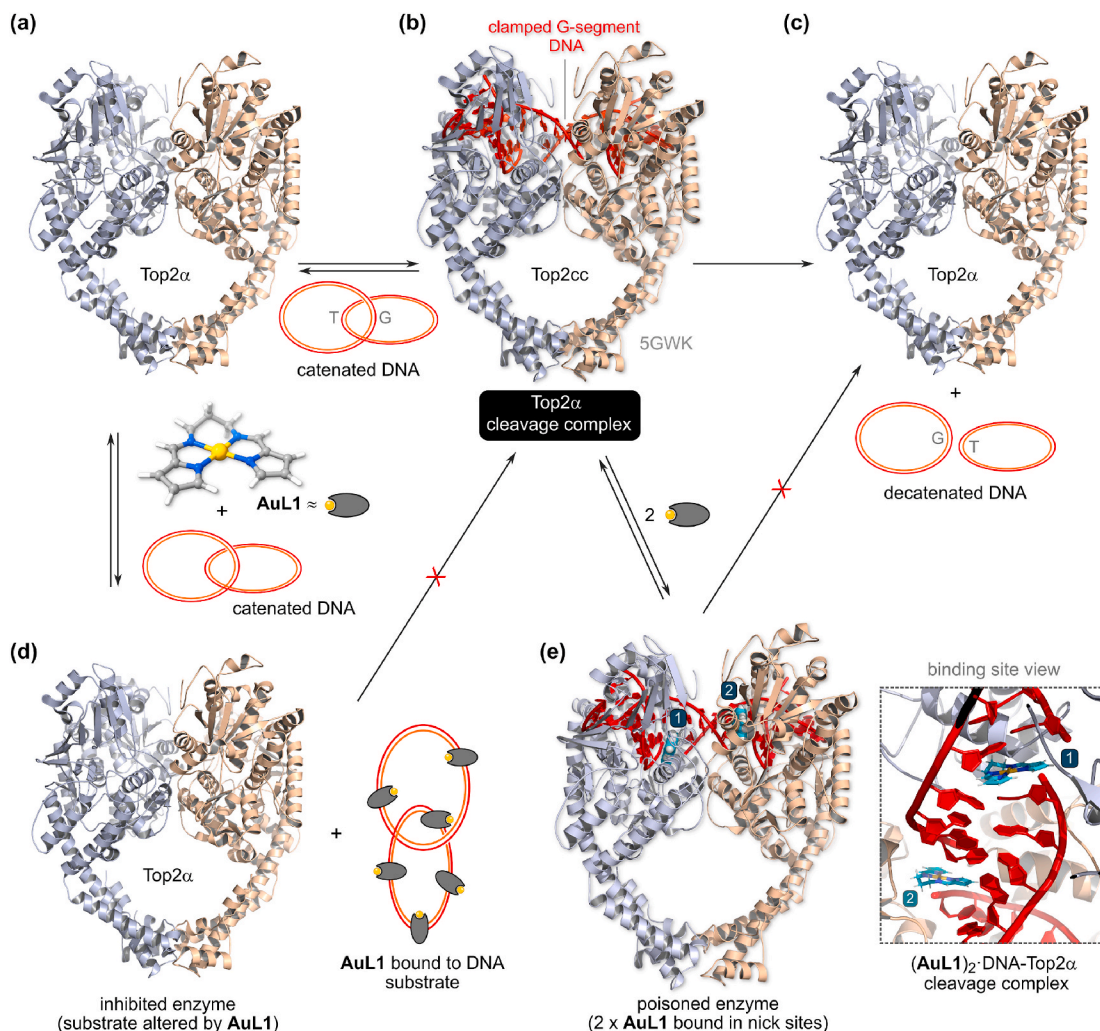 (a)
(b)
(c)
clamped G-segment
DNA
Top2α
Top2cc
Top2α
T
G
catenated DNA
5GWK
Top2α
cleavage complex
+
G
T
decatenated DNA
+
AuL1 ≈
2
catenated DNA
(d)
(e)
binding site view
1
2
1
2
+
Top2α
AuL1 bound to DNA
substrate
inhibited enzyme
(substrate altered by AuL1)
poisoned enzyme
(2 x AuL1 bound in nick sites)
(AuL1)₂·DNA-Top2α
cleavage complex